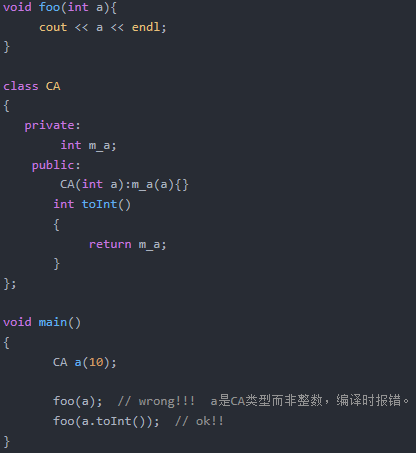 void foo(int a){
cout << a << endl;
}
class CA
{
private:
int m_a;
public:
CA(int a):m_a(a){}
int toInt()
{
return m_a;
}
};
void main()
{
CA a(10);
foo(a);  // wrong!!!  a是CA类型而非整数，编译时报错。
foo(a.toInt());  // ok!!
}